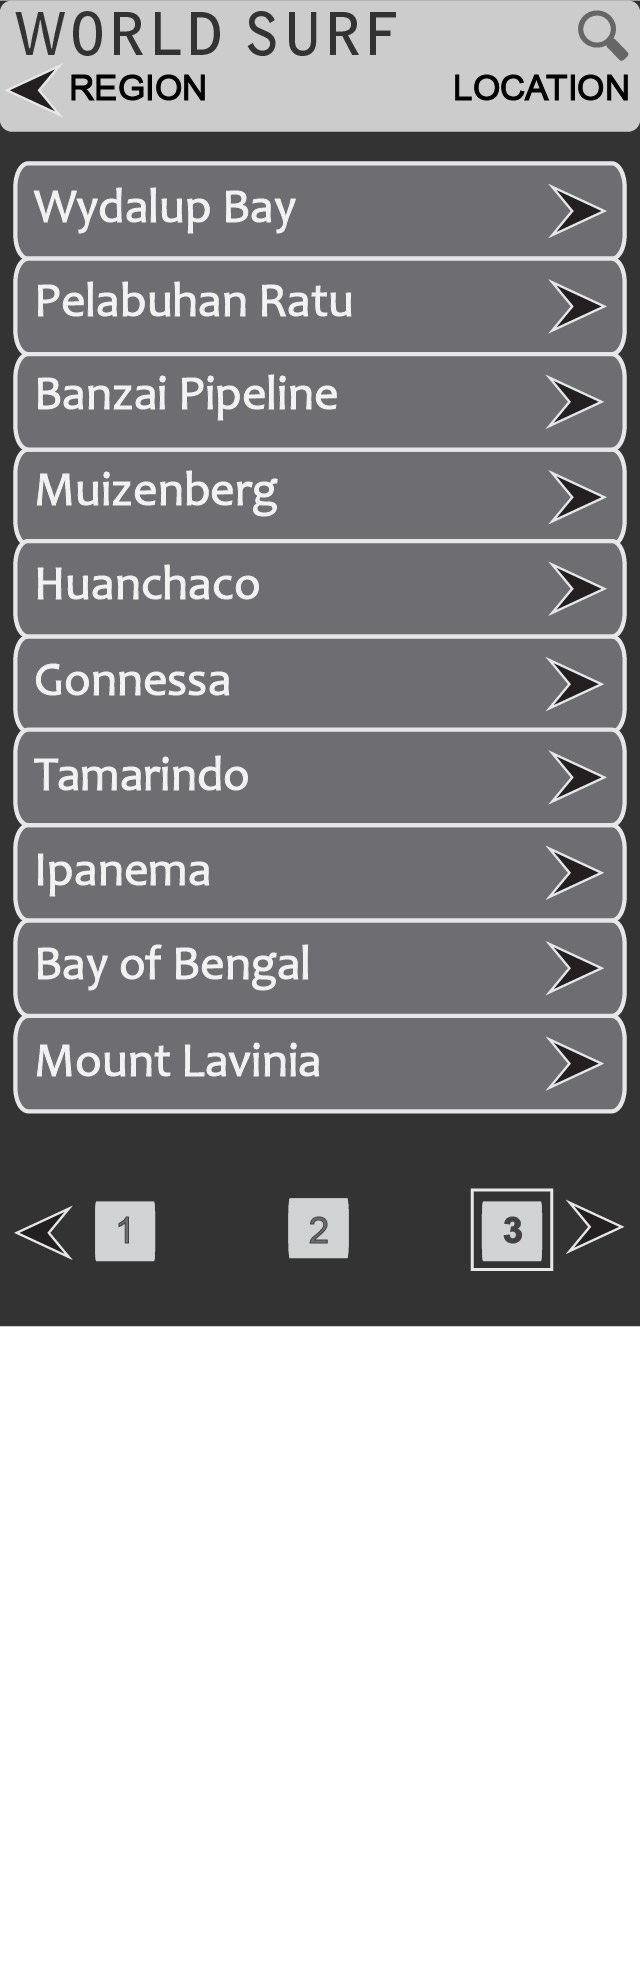 WORLD SURF
REGION LOCATION
Wydalup Bay
Pelabuhan Ratu
Banzai Pipeline
Muizenberg
Huanchaco
Gonnessa
Tamarindo
Ipanema
Bay of Bengal
Mount Lavinia
1 2 3